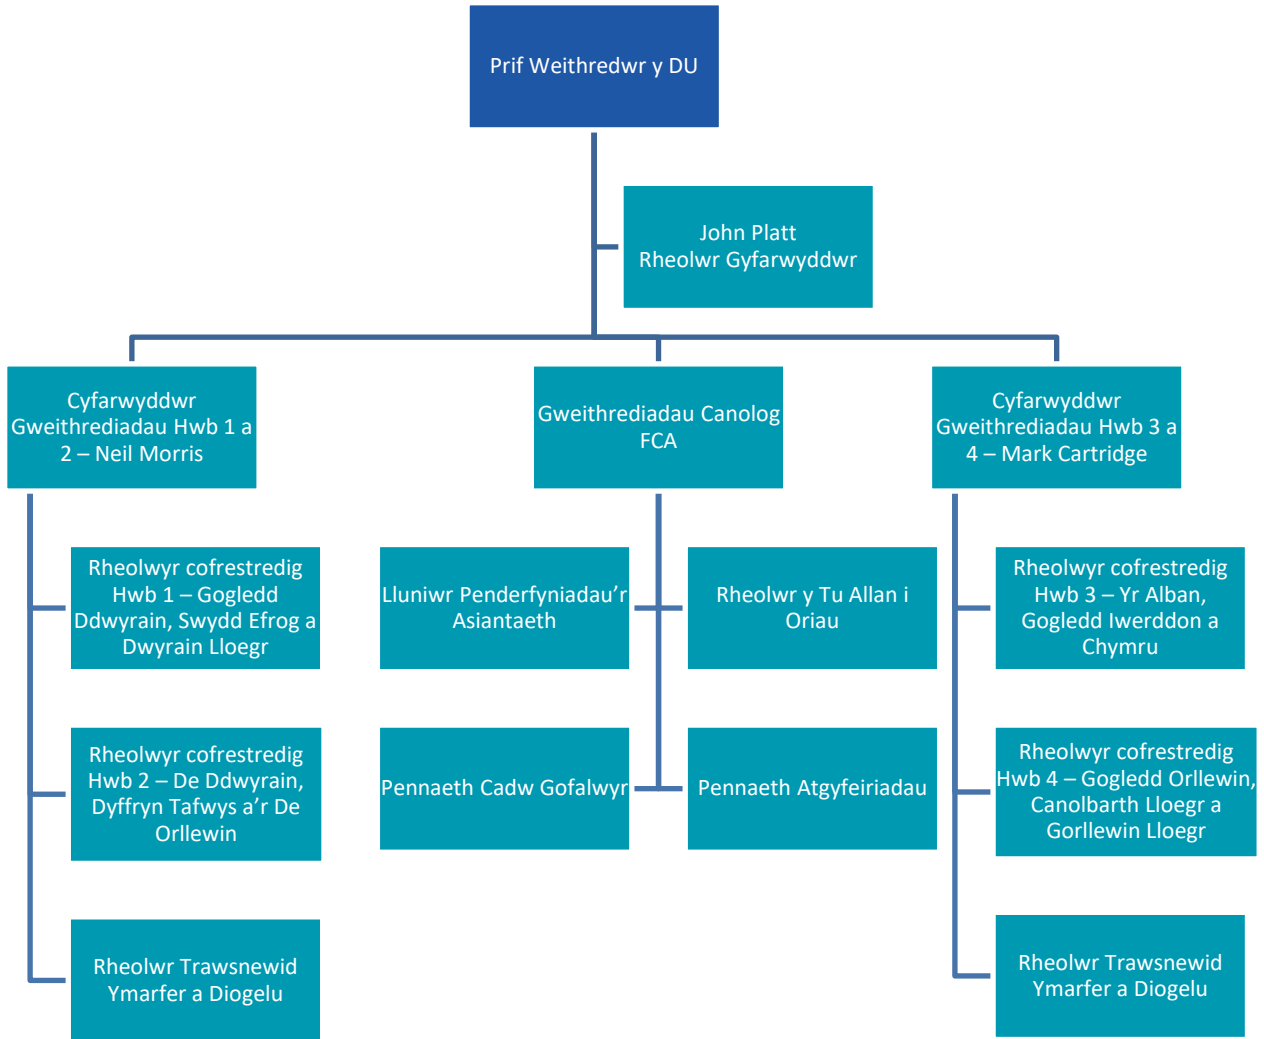 Prif Weithredwr y DU
John Platt
Rheolwr Gyfarwyddwr
Cyfarwyddwr
Gweithrediadau Hwb 1 a
2 – Neil Morris
Gweithrediadau Canolog
FCA
Cyfarwyddwr
Gweithrediadau Hwb 3 a
4 – Mark Cartridge
Rheolwyr cofrestredig
Hwb 1 – Gogledd
Ddwyrain, Swydd Efrog a
Dwyrain Lloegr
Lluniwr Penderfyniadau’r
Asiantaeth
Rheolwr y Tu Allan i
Oriau
Rheolwyr cofrestredig
Hwb 3 – Yr Alban,
Gogledd Iwerddon a
Chymru
Rheolwyr cofrestredig
Hwb 2 – De Ddwyrain,
Dyffryn Tafwys a’r De
Orllewin
Pennaeth Cadw Gofalwyr
Pennaeth Atgyfeiriadau
Rheolwyr cofrestredig
Hwb 4 – Gogledd Orllewin,
Canolbarth Lloegr a
Gorllewin Lloegr
Rheolwr Trawsnewid
Ymarfer a Diogelu
Rheolwr Trawsnewid
Ymarfer a Diogelu